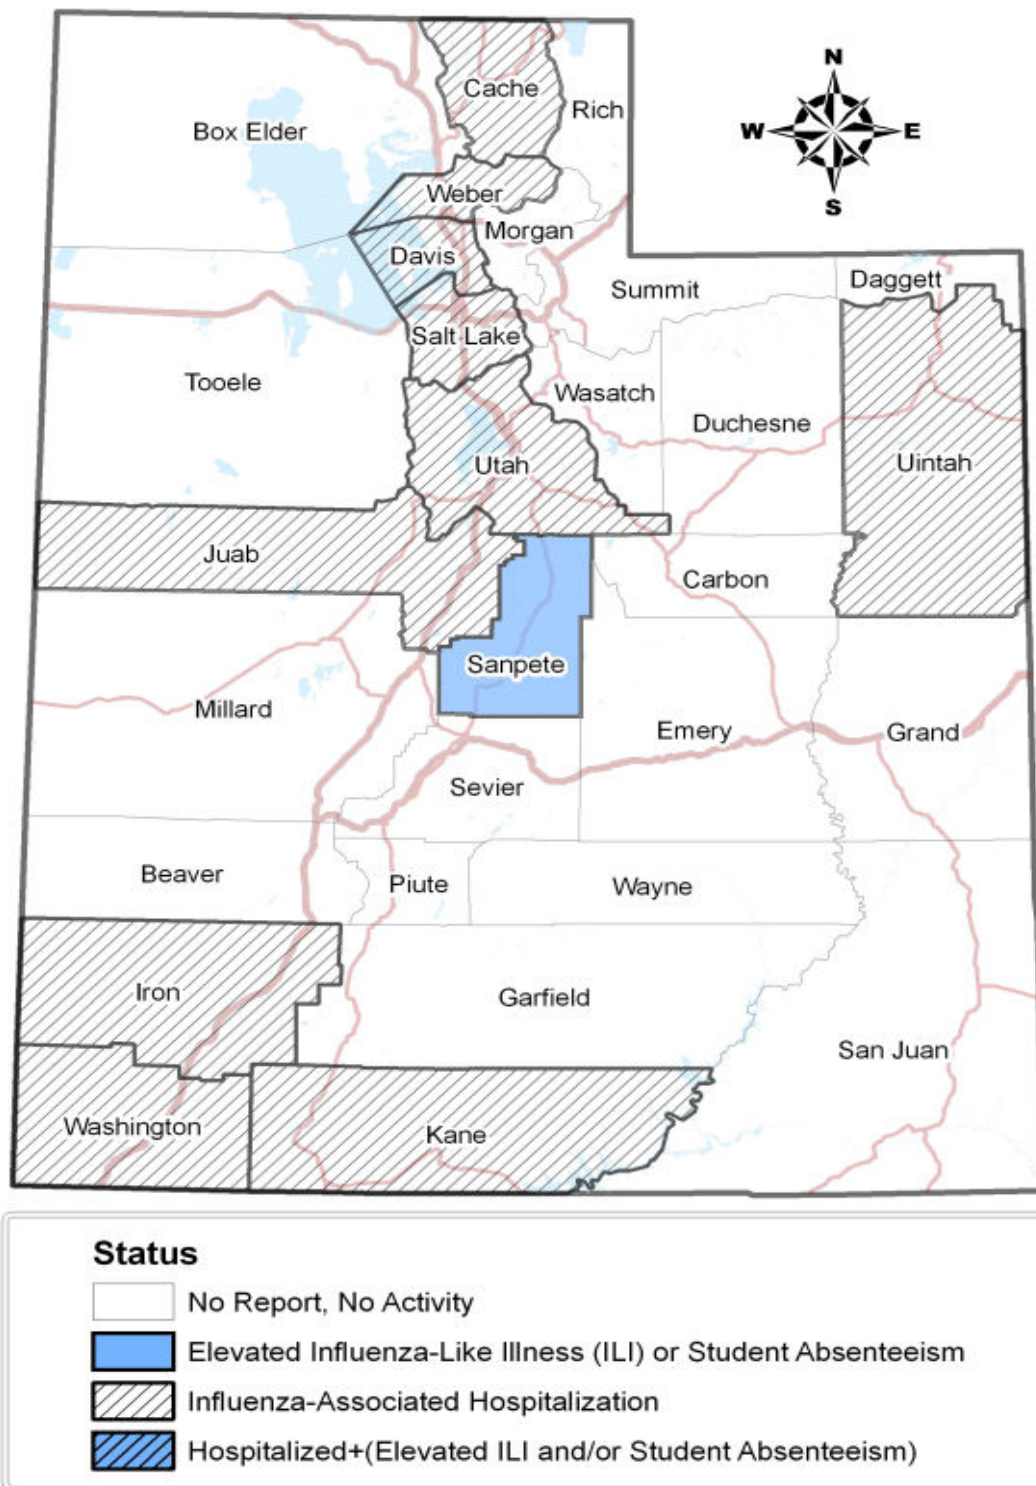 N
W E
S
Cache
Rich
Box Elder
Weber
Morgan
Davis
Summit
Daggett
Salt Lake
Tooele
Wasatch
Duchesne
Utah
Uintah
Juab
Carbon
Sanpete
Millard
Emery
Grand
Sevier
Beaver
Piute
Wayne
Iron
Garfield
San Juan
Washington
Kane
Status
No Report, No Activity
Elevated Influenza-Like Illness (ILI) or Student Absenteeism
Influenza-Associated Hospitalization
Hospitalized+(Elevated ILI and/or Student Absenteeism)